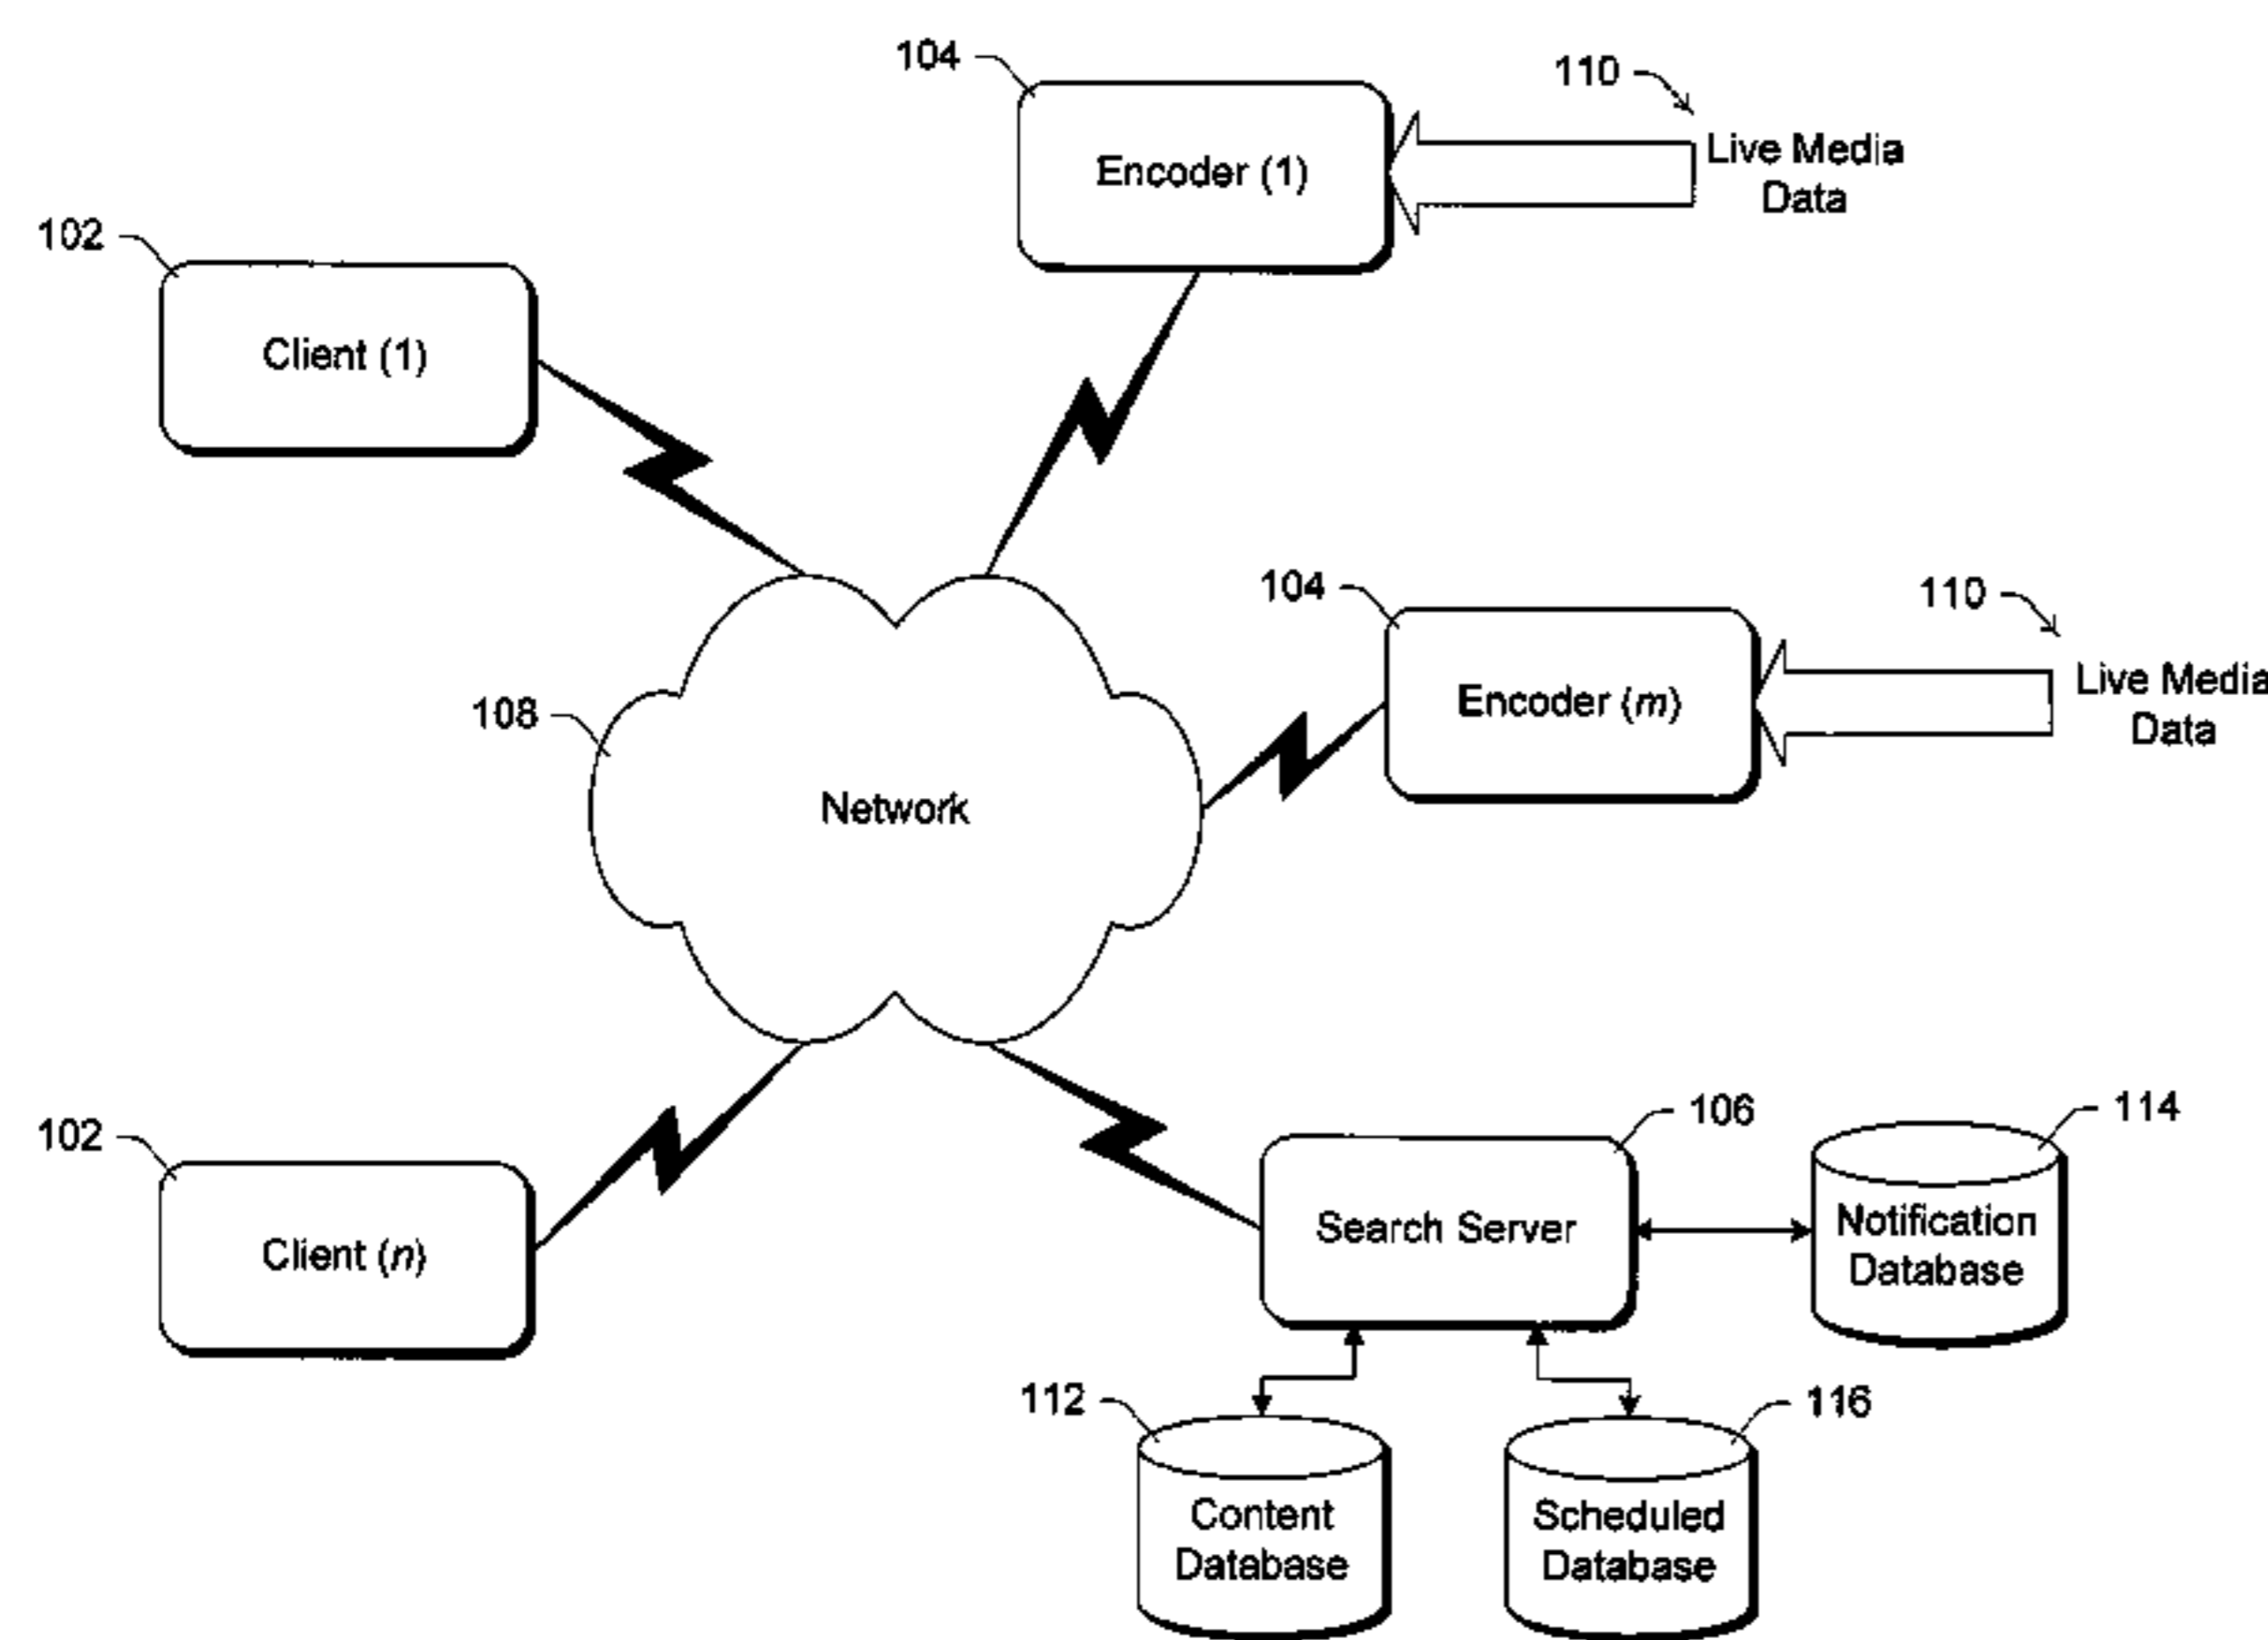 104
110
Encoder (1)
Live Media
Data
102
Client (1)
104
110
108
Encoder (m)
Live Media
Data
Network
102
106
114
Client (n)
Search Server
Notification
Database
112
116
Content
Database
Scheduled
Database